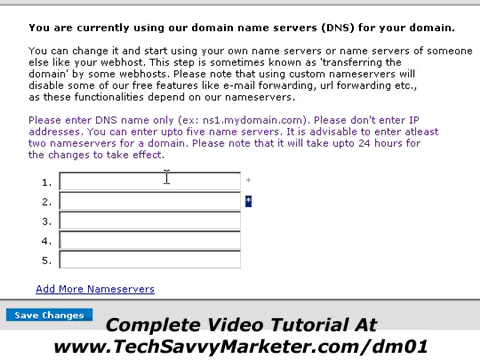 You are currently using our domain name servers (DNS) for your domain.
You can change it and start using your own name servers or name servers of someone
else like your webhost. This step is sometimes known as 'transferring the
domain' by some webhosts. Please note that using custom nameservers will
disable some of our free features like e-mail forwarding, url forwarding etc.,
as these functionalities depend on our nameservers.
Please enter DNS name only (ex: ns1.mydomain.com). Please don't enter IP
addresses. You can enter upto five name servers. It is advisable to enter atleast
two nameservers for a domain. Please note that it will take upto 24 hours for
the changes to take effect.
1. *
2. *
3.
4.
5.
Add More Nameservers
Save Changes
Complete Video Tutorial At
www.TechSavvyMarketer.com/dm01